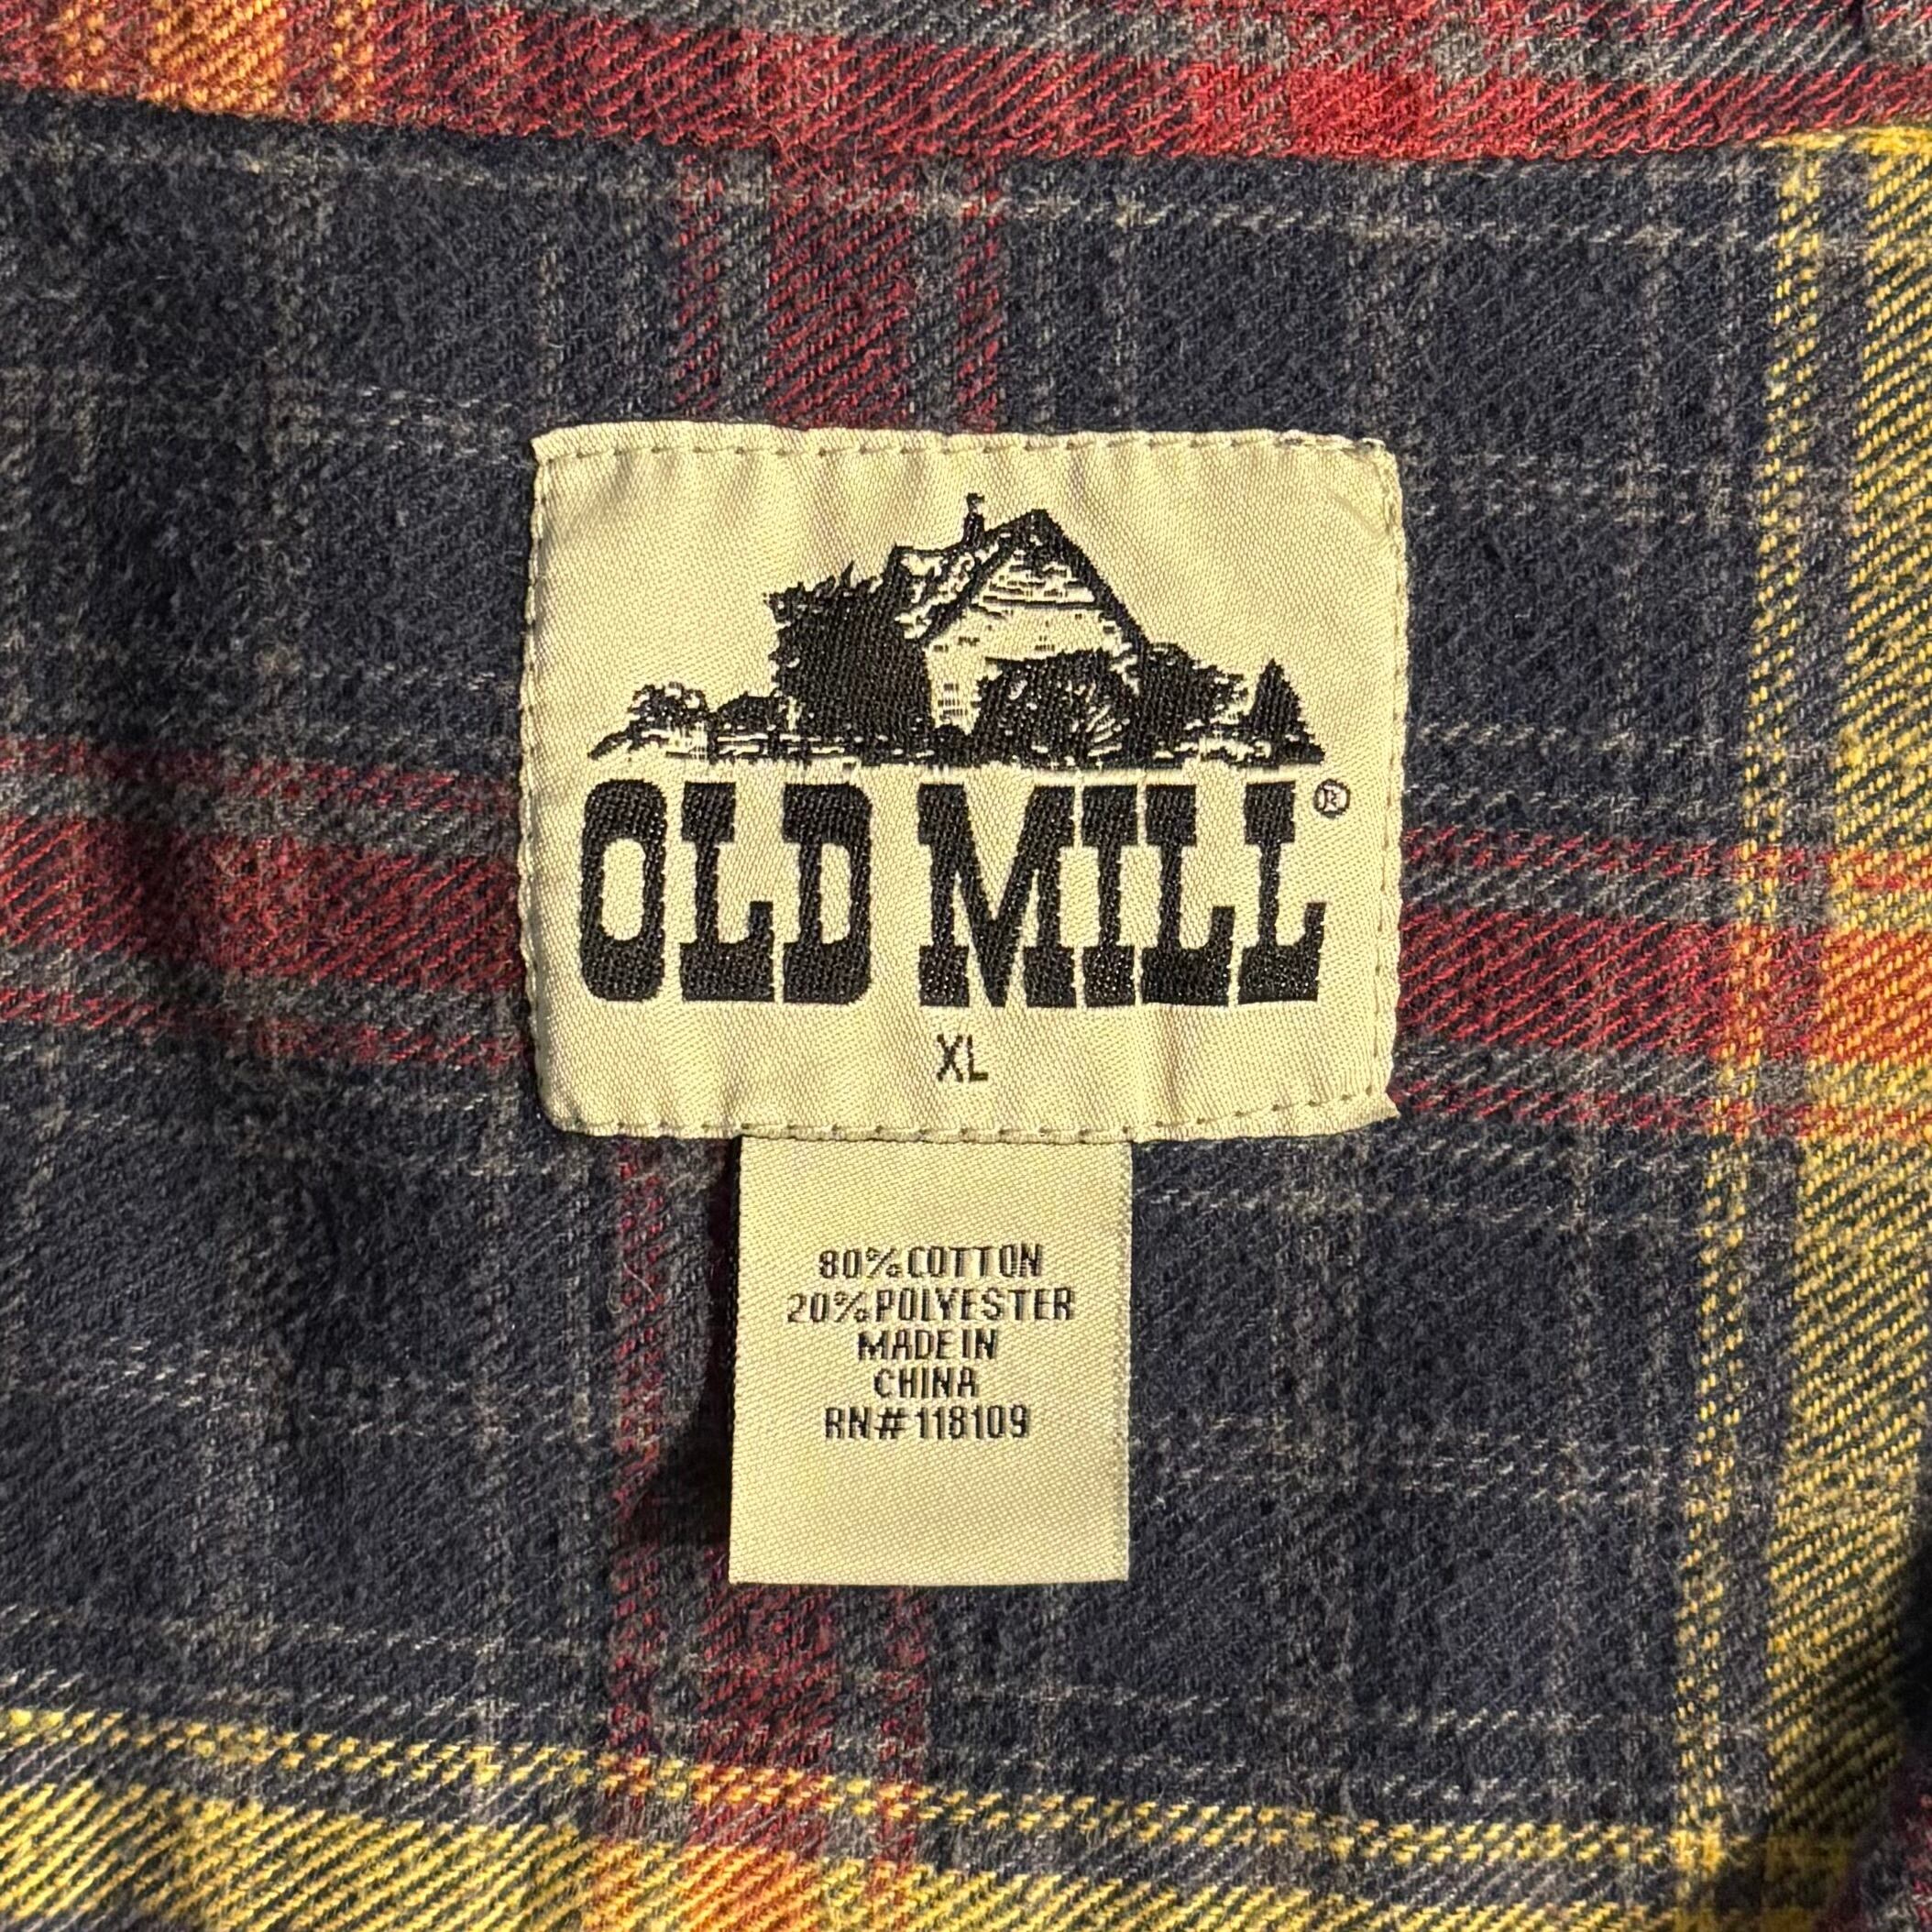 OLD MILL®
XL
80% COTTON
20% POLYESTER
MADE IN
CHINA
RN# 118109